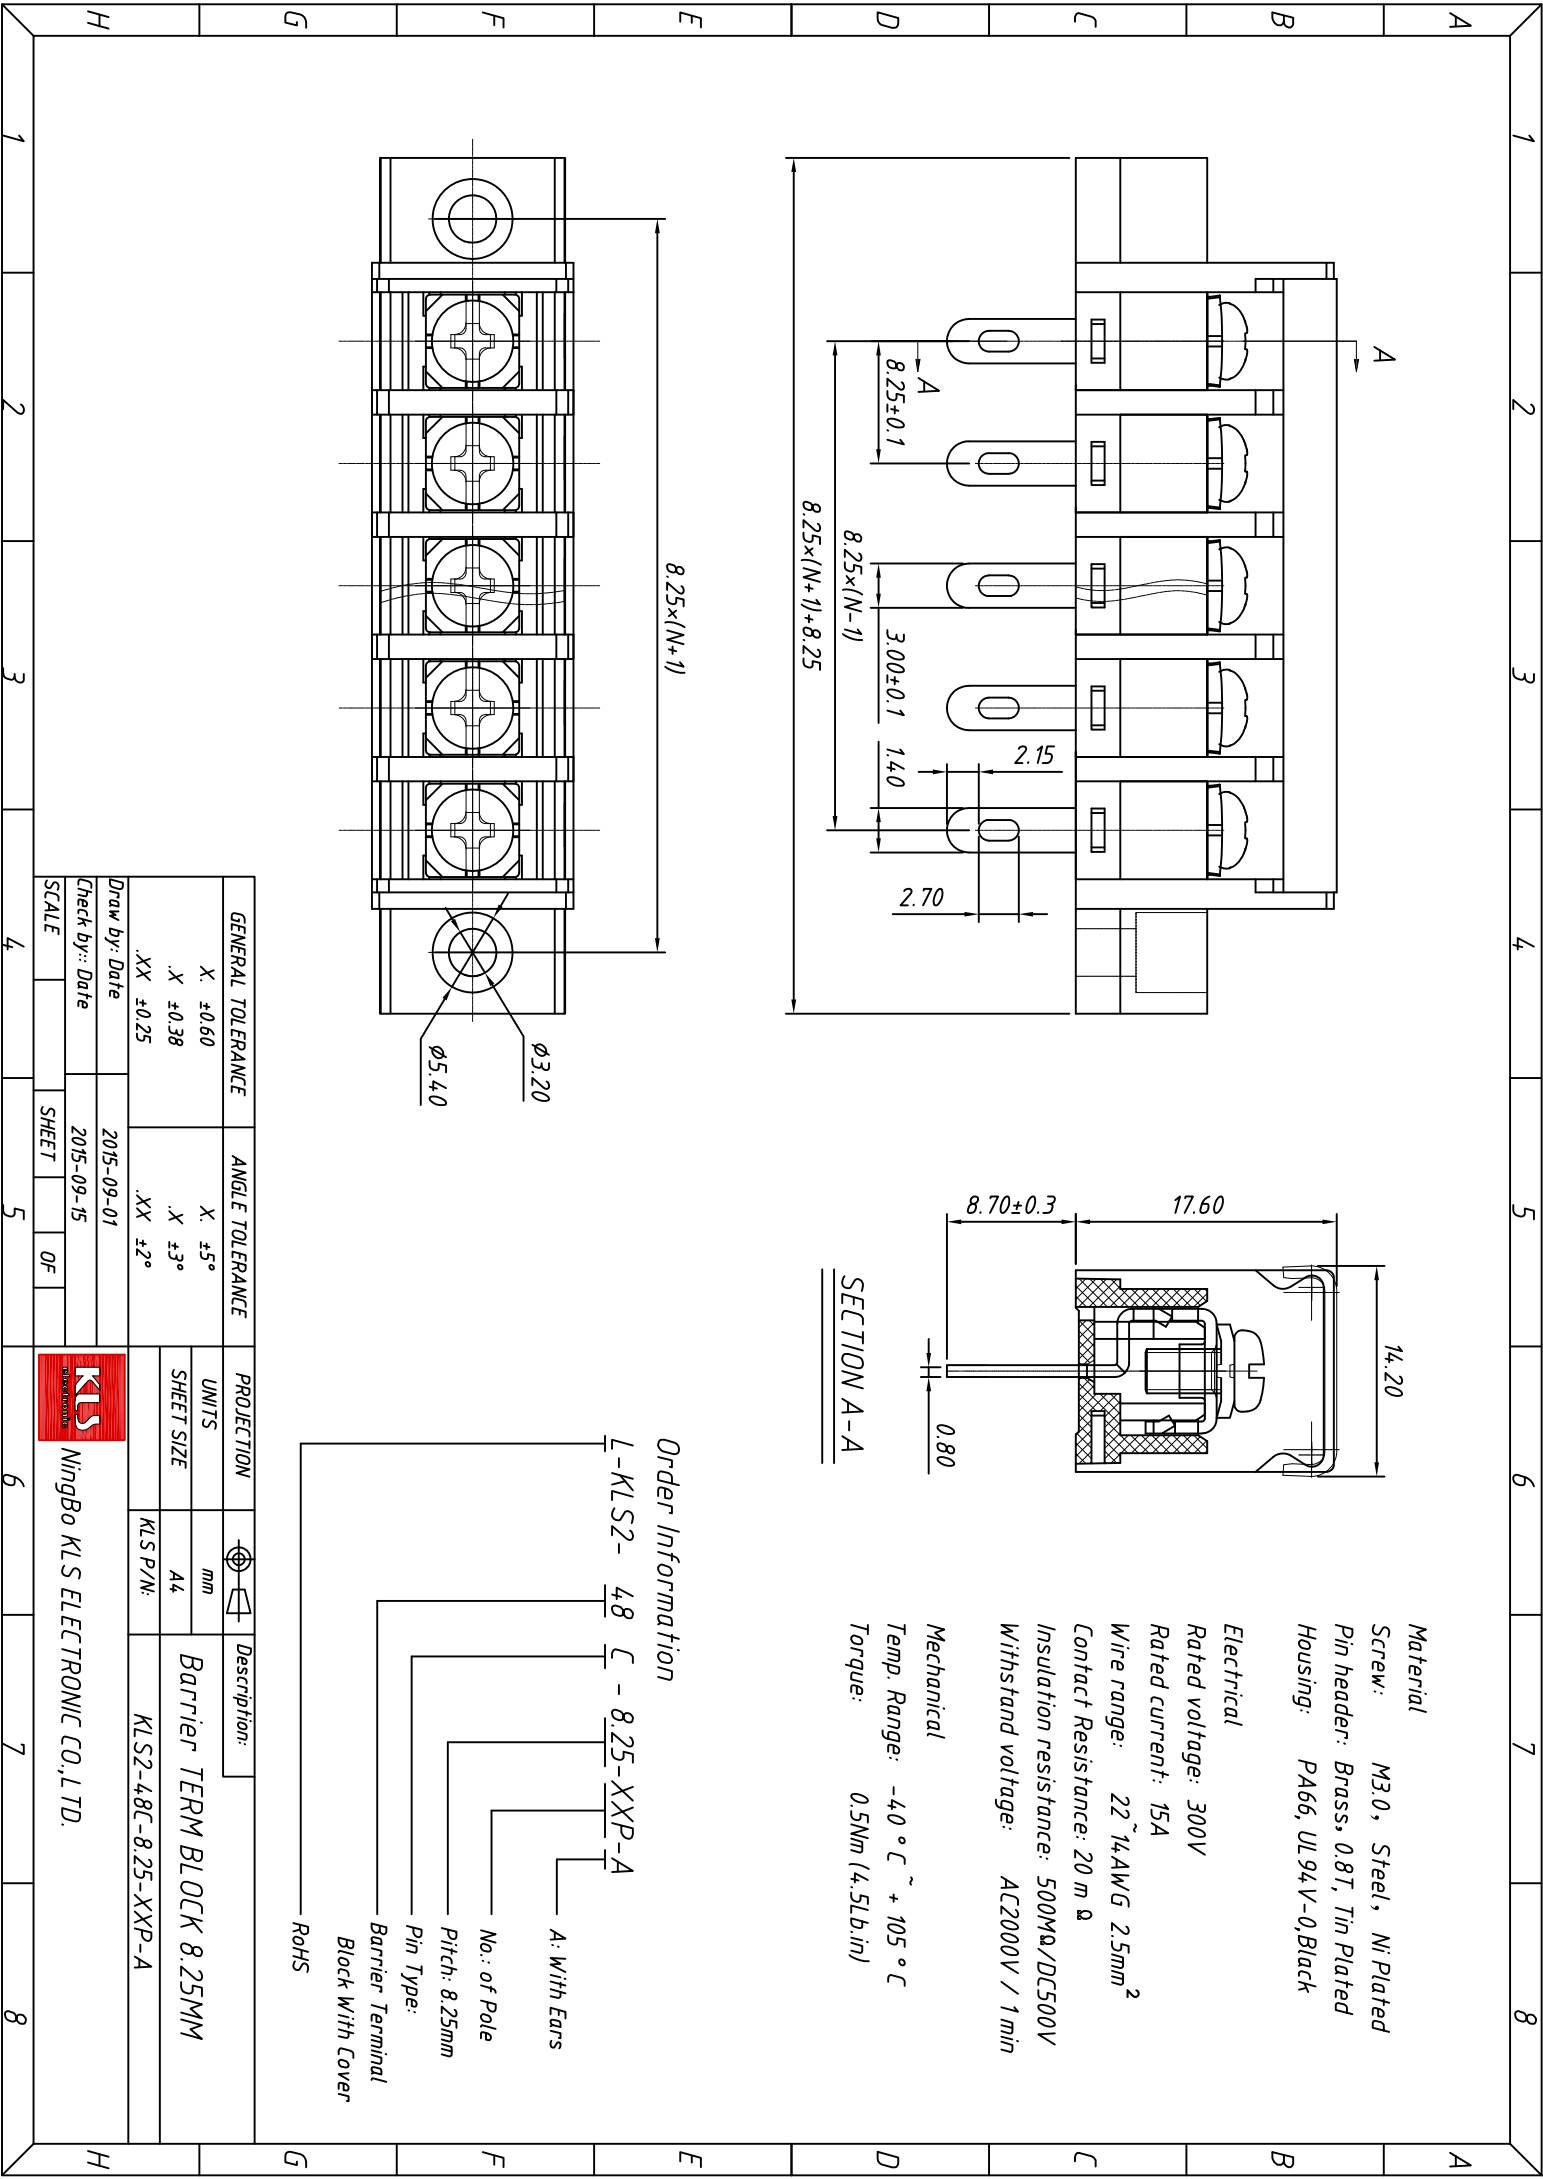 A
B
C
D
E
F
G
H
1
2
3
4
5
6
7
8
A
A
8.25±0.1
3.00±0.1
1.40
2.15
2.70
8.25×(N-1)
8.25×(N+1)+8.25
8.25×(N+1)
Ø3.20
Ø5.40
14.20
17.60
8.70±0.3
0.80
SECTION A-A
Material
Screw: M3.0, Steel, Ni Plated
Pin header: Brass, 0.8T, Tin Plated
Housing: PA66, UL94V-0,Black
Electrical
Rated voltage: 300V
Rated current: 15A
Wire range: 22~14AWG 2.5mm²
Contact Resistance: 20 m Ω
Insulation resistance: 500MΩ/DC500V
Withstand voltage: AC2000V / 1 min
Mechanical
Temp. Range: -40 °C ~ + 105 °C
Torque: 0.5Nm (4.5Lb.in)
Order Information
L-KLS2- 48 C - 8.25-XXP-A
A: With Ears
No.: of Pole
Pitch: 8.25mm
Pin Type:
Barrier Terminal
Block With Cover
RoHS
GENERAL TOLERANCE
X. ±0.60
.X ±0.38
.XX ±0.25
ANGLE TOLERANCE
X. ±5°
.X ±3°
.XX ±2°
PROJECTION
UNITS mm
SHEET SIZE A4
Description:
Barrier TERM BLOCK 8.25MM
KLS P/N: KLS2-48C-8.25-XXP-A
Draw by: Date 2015-09-01
Check by:: Date 2015-09-15
SCALE SHEET OF
KLS
electronic
NingBo KLS ELECTRONIC CO.,LTD.
1
2
3
4
5
6
7
8
A
B
C
D
E
F
G
H